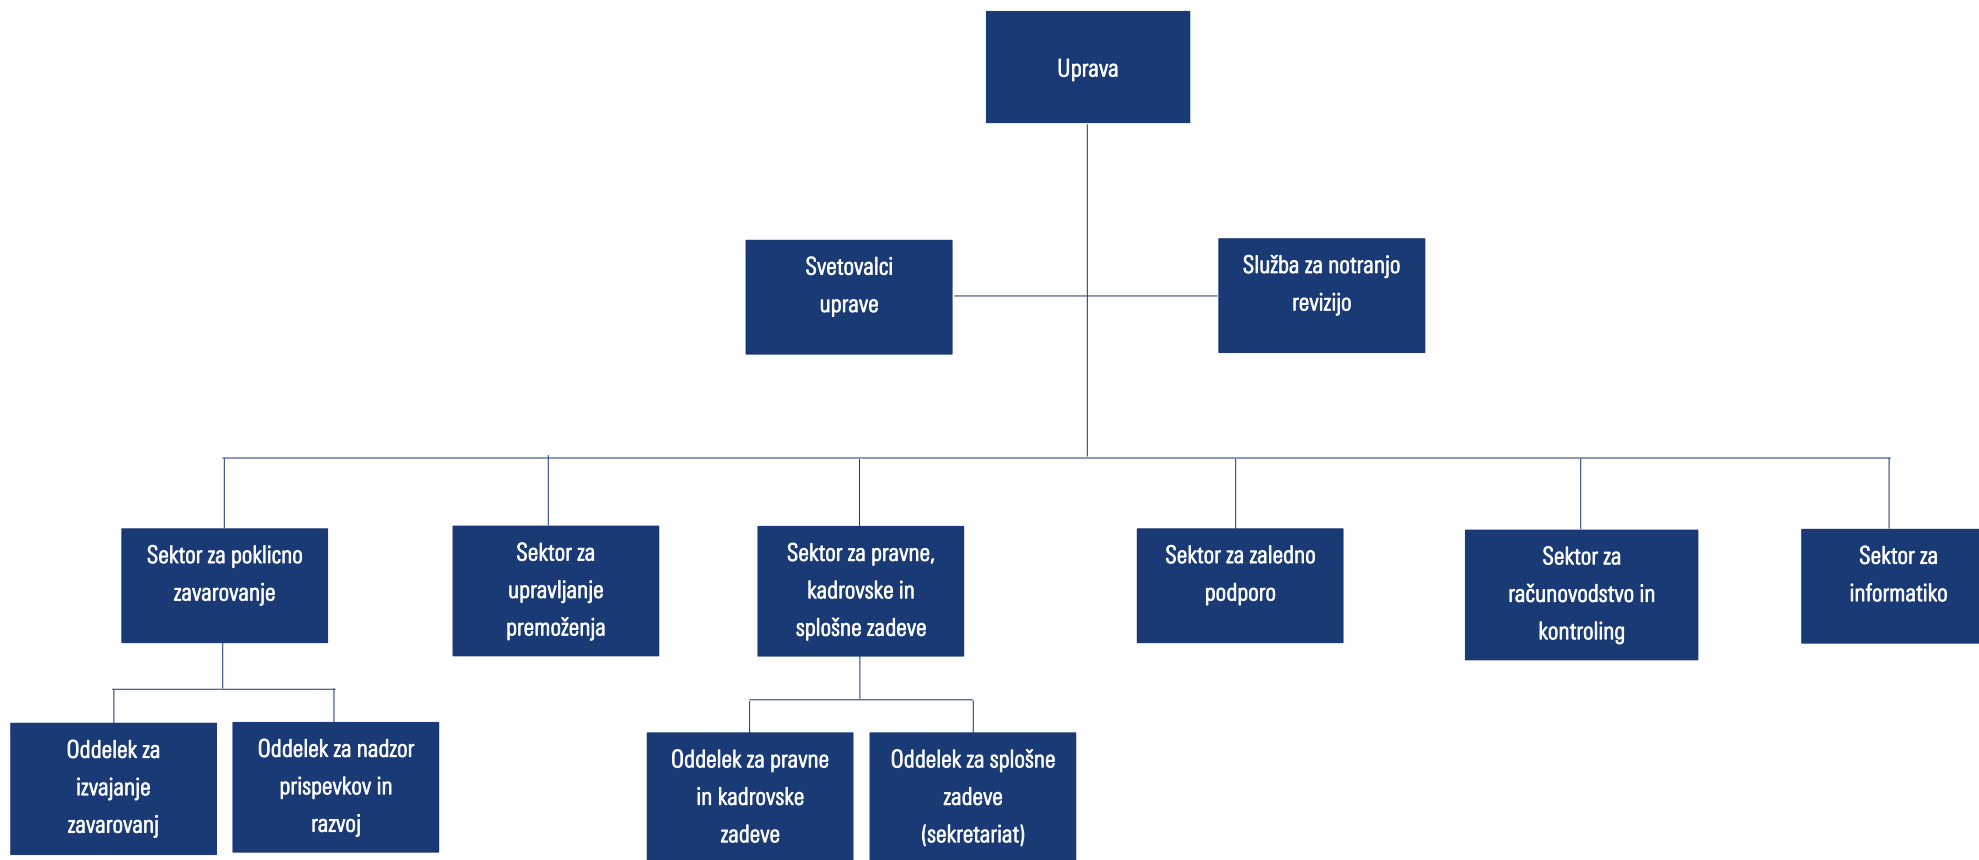 Uprava
Svetovalci
uprave
Služba za notranjo
revizijo
Sektor za poklicno
zavarovanje
Sektor za
upravljanje
premoženja
Sektor za pravne,
kadrovske in
splošne zadeve
Sektor za zaledno
podporo
Sektor za
računovodstvo in
kontroling
Sektor za
informatiko
Oddelek za
izvajanje
zavarovanj
Oddelek za nadzor
prispevkov in
razvoj
Oddelek za pravne
in kadrovske
zadeve
Oddelek za splošne
zadeve
(sekretariat)